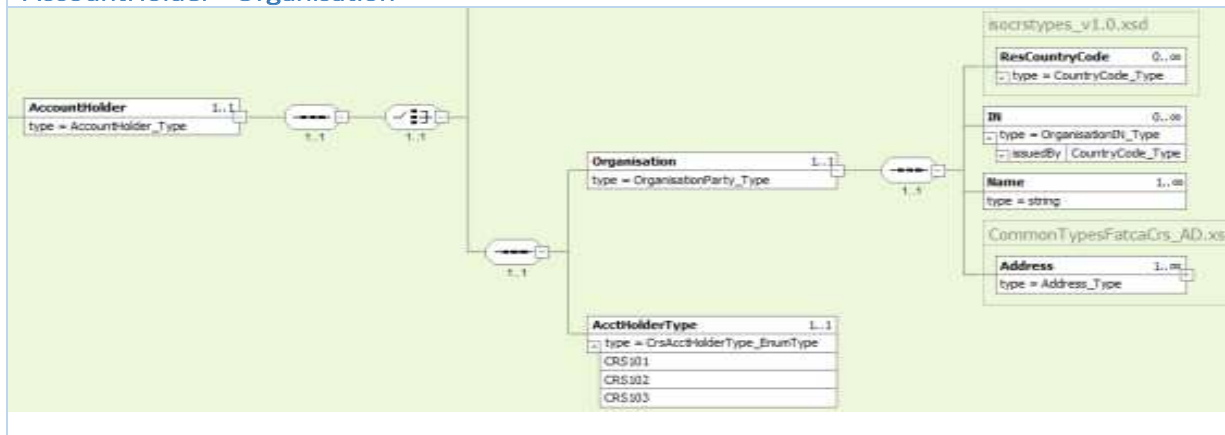 AccountHolder - Organisation
isocrstypes_v1.0.xsd
ResCountryCode 0..∞
type = CountryCode_Type
AccountHolder 1..1
type = AccountHolder_Type
1..1
1..1
IN 0..∞
type = OrganisationIN_Type
issuedBy CountryCode_Type
Organisation 1..1
type = OrganisationParty_Type
1..1
Name 1..∞
type = string
CommonTypesFatcaCrs_AD.xs
1..1
Address 1..∞
type = Address_Type
AcctHolderType 1..1
type = CrsAcctHolderType_EnumType
CRS101
CRS102
CRS103